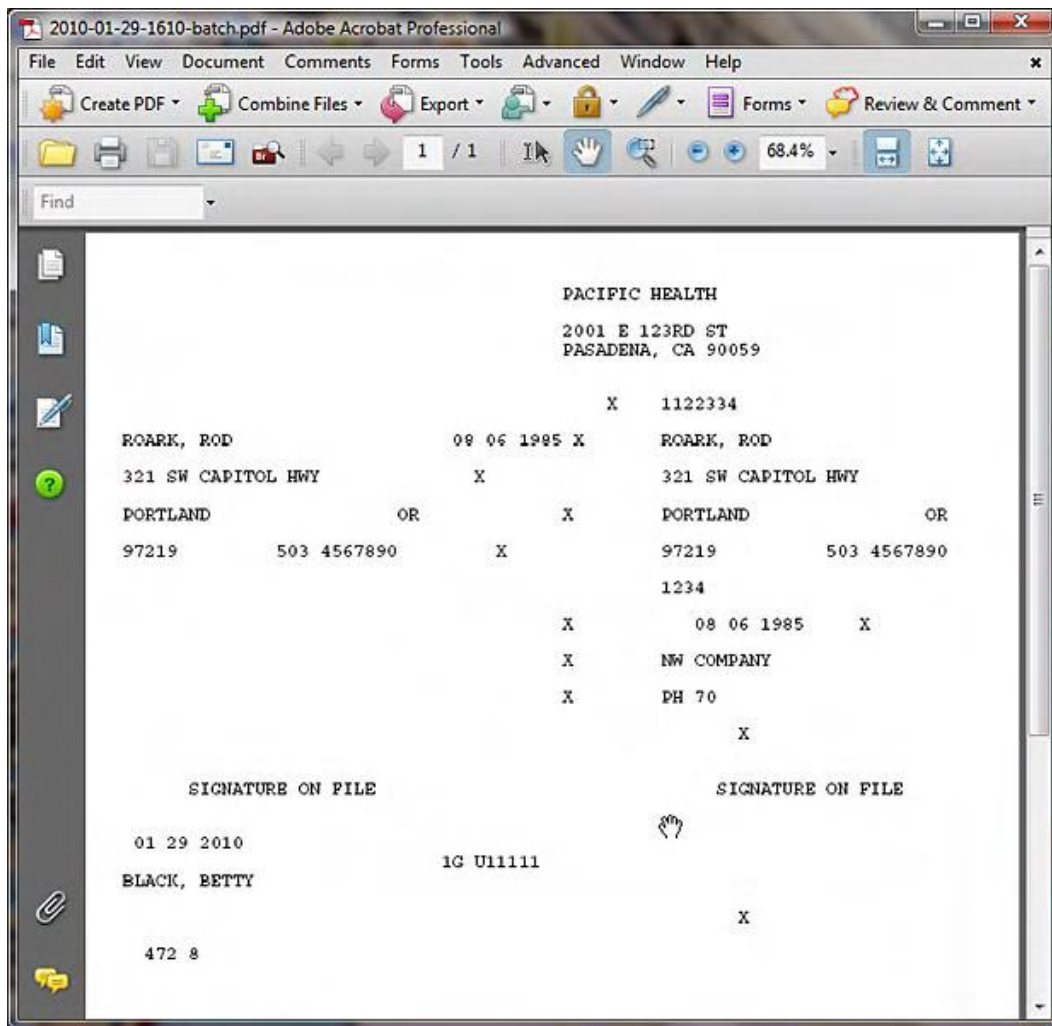 2010-01-29-1610-batch.pdf - Adobe Acrobat Professional
File Edit View Document Comments Forms Tools Advanced Window Help
Create PDF Combine Files Export Forms Review & Comment
1 / 1 68.4%
Find
PACIFIC HEALTH
2001 E 123RD ST
PASADENA, CA 90059
X 1122334
ROARK, ROD 08 06 1985 X ROARK, ROD
321 SW CAPITOL HWY X 321 SW CAPITOL HWY
PORTLAND OR X PORTLAND OR
97219 503 4567890 X 97219 503 4567890
1234
X 08 06 1985 X
X NW COMPANY
X PH 70
X
SIGNATURE ON FILE SIGNATURE ON FILE
01 29 2010
1G U11111
BLACK, BETTY
X
472 8